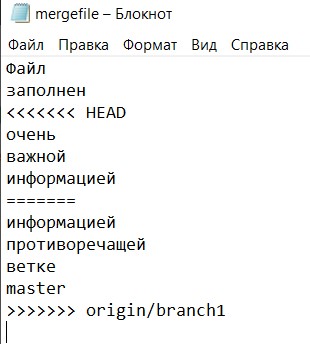 mergefile – Блокнот
Файл Правка Формат Вид Справка
Файл
заполнен
<<<<<<< HEAD
очень
важной
информацией
=======
информацией
противоречащей
ветке
master
>>>>>>> origin/branch1